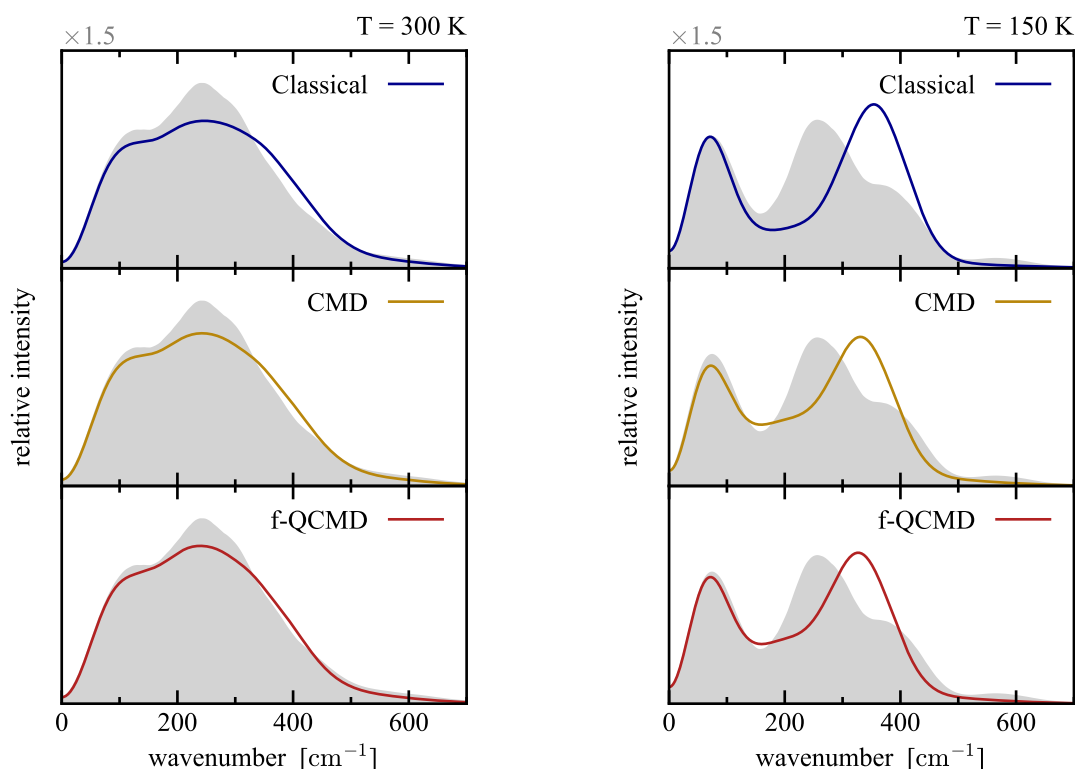 ×1.5 T = 300 K
Classical
CMD
f-QCMD
relative intensity
0 200 400 600
wavenumber [cm⁻¹]
×1.5 T = 150 K
Classical
CMD
f-QCMD
relative intensity
0 200 400 600
wavenumber [cm⁻¹]